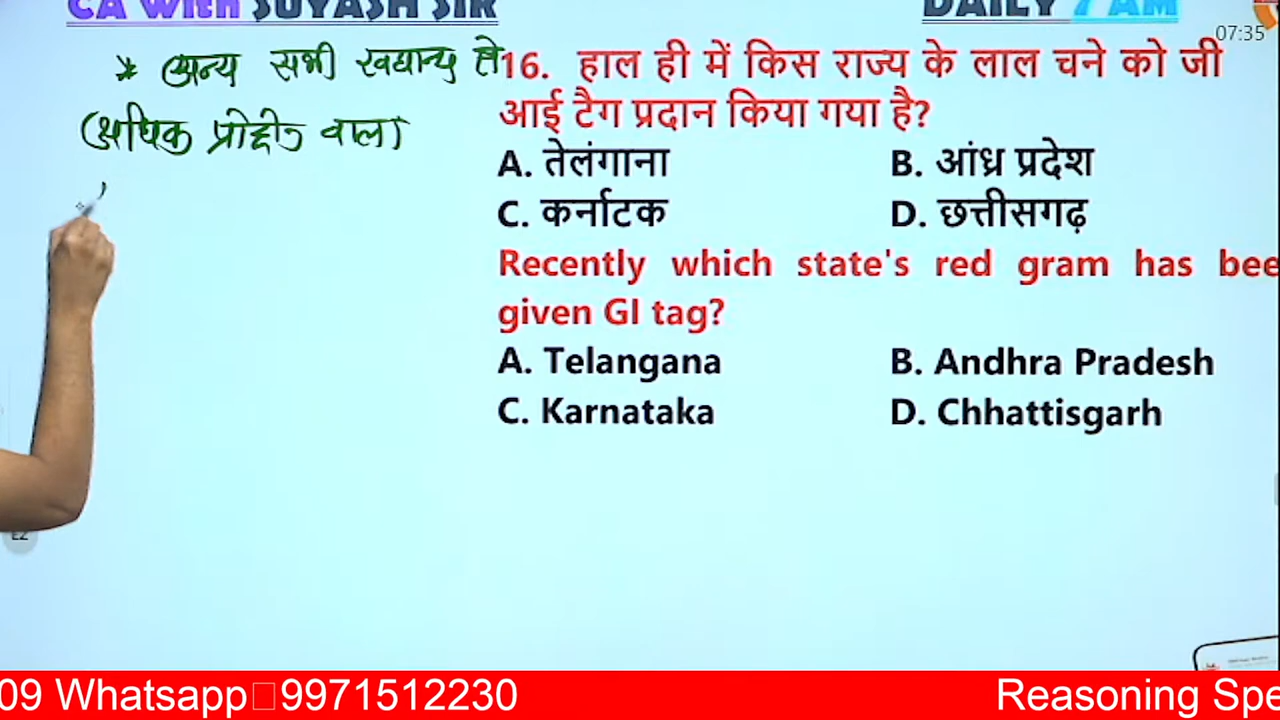 CA With SUYASH SIR
DAILY 7 AM
07:35
* अन्य सभी खद्यान्य से
अधिक प्रोटीन वाला
16. हाल ही में किस राज्य के लाल चने को जी
आई टैग प्रदान किया गया है?
A. तेलंगाना B. आंध्र प्रदेश
C. कर्नाटक D. छत्तीसगढ़
Recently which state's red gram has bee
given GI tag?
A. Telangana B. Andhra Pradesh
C. Karnataka D. Chhattisgarh
09 Whatsapp 9971512230
Reasoning Spe